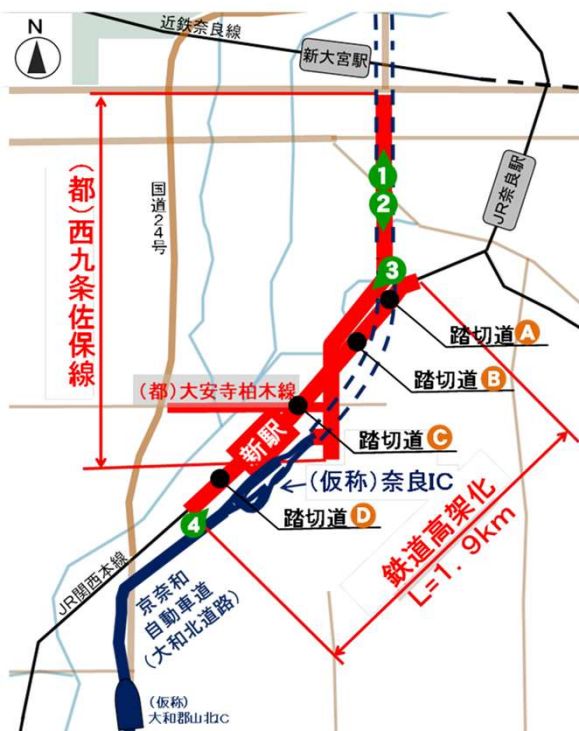 N
近鉄奈良線
新大宮駅
JR奈良駅
国道24号
(都)西九条佐保線
1
2
3
踏切道A
踏切道B
(都)大安寺柏木線
踏切道C
新駅
(仮称)奈良IC
踏切道D
4
鉄道高架化
L=1.9km
JR関西本線
京奈和
自動車道
(大和北道路)
(仮称)
大和郡山北IC